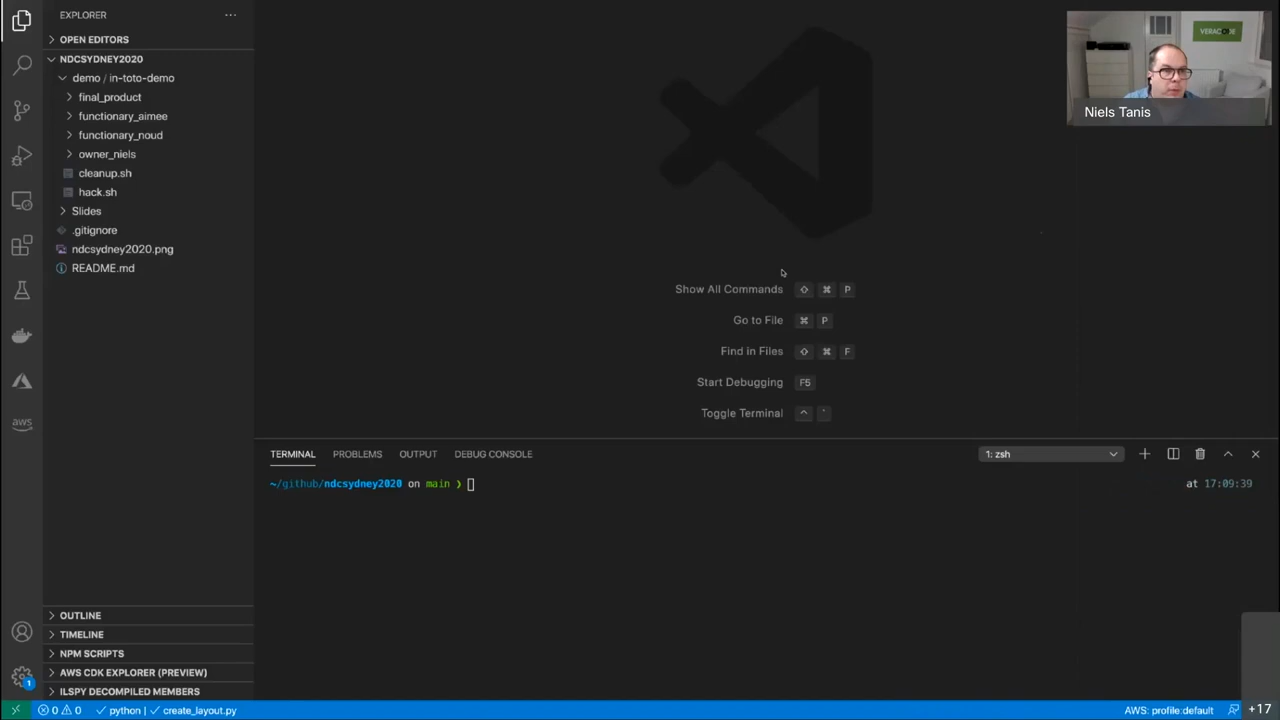 EXPLORER
OPEN EDITORS
NDCSYDNEY2020
demo / in-toto-demo
final_product
functionary_aimee
functionary_noud
owner_niels
cleanup.sh
hack.sh
Slides
.gitignore
ndcsydney2020.png
README.md
OUTLINE
TIMELINE
NPM SCRIPTS
AWS CDK EXPLORER (PREVIEW)
ILSPY DECOMPILED MEMBERS
aws
1
Show All Commands ⇧ ⌘ P
Go to File ⌘ P
Find in Files ⇧ ⌘ F
Start Debugging F5
Toggle Terminal ^ `
VERACODE
Niels Tanis
TERMINAL PROBLEMS OUTPUT DEBUG CONSOLE 1: zsh
~/github/ndcsydney2020 on main ❯ at 17:09:39
0 0 python | create_layout.py AWS: profile:default +17